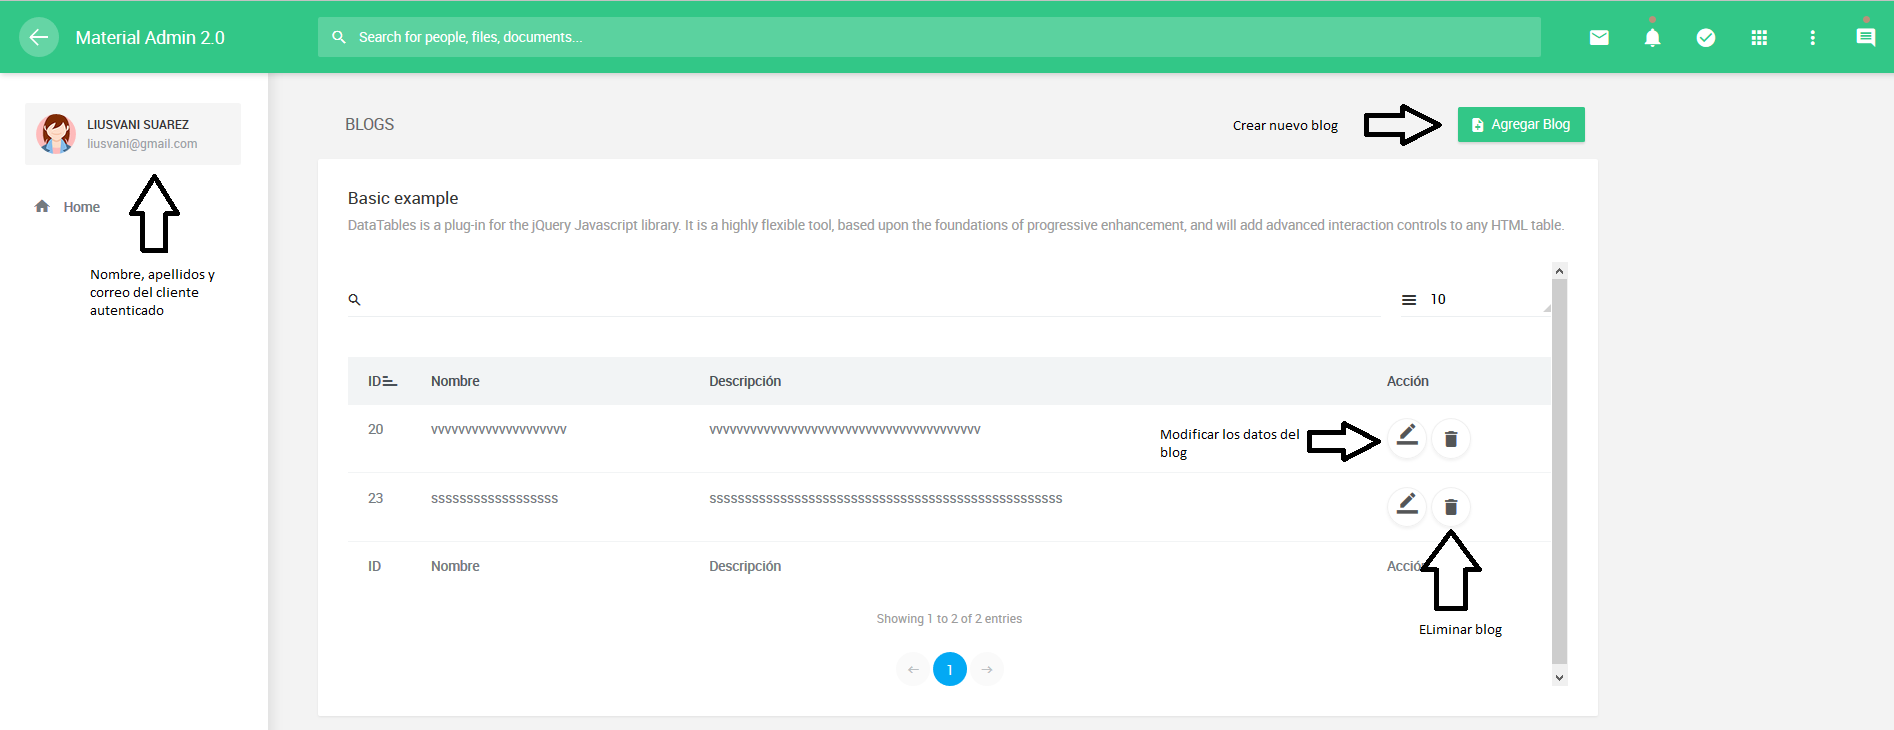 Material Admin 2.0
Search for people, files, documents...
LIUSVANI SUAREZ
liusvani@gmail.com
Home
Nombre, apellidos y
correo del cliente
autenticado
BLOGS
Crear nuevo blog
Agregar Blog
Basic example
DataTables is a plug-in for the jQuery Javascript library. It is a highly flexible tool, based upon the foundations of progressive enhancement, and will add advanced interaction controls to any HTML table.
10
ID Nombre Descripción Acción
20 vvvvvvvvvvvvvvvvvvvv vvvvvvvvvvvvvvvvvvvvvvvvvvvvvvvvvvvvvvvv
Modificar los datos del
blog
23 ssssssssssssssssss ssssssssssssssssssssssssssssssssssssssssssssssssss
ID Nombre Descripción Acción
Showing 1 to 2 of 2 entries
1
ELiminar blog